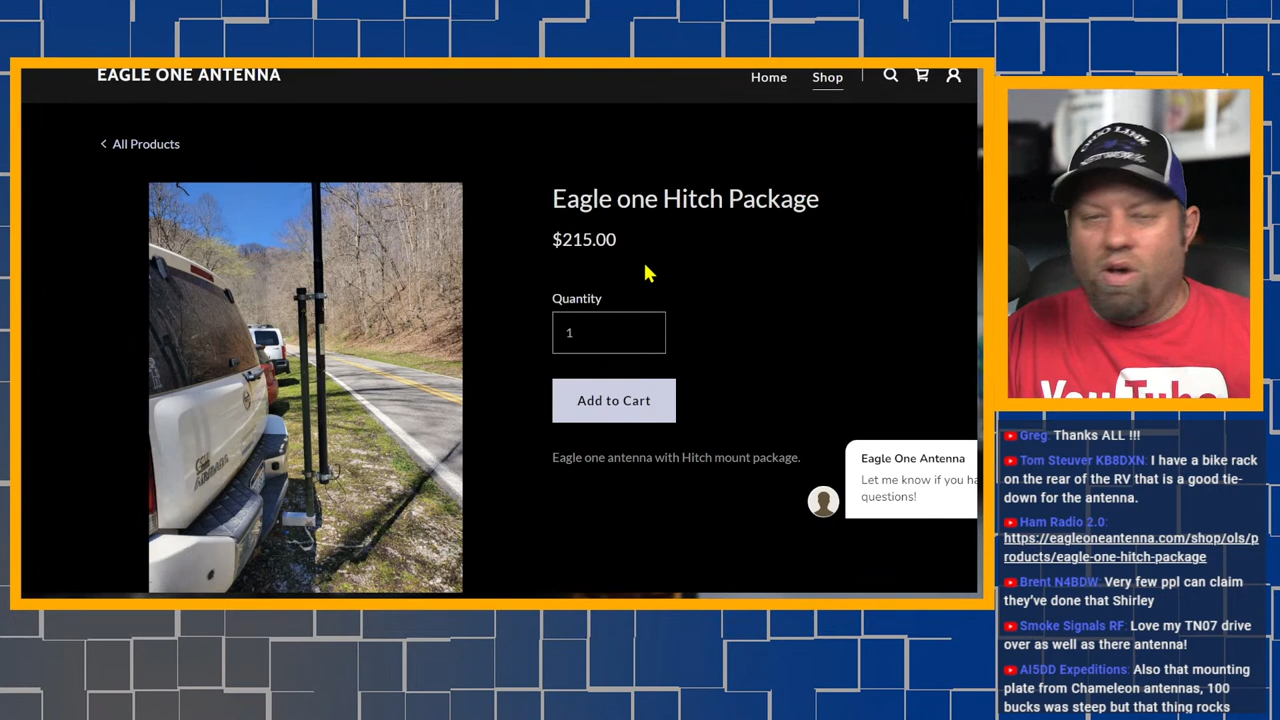 EAGLE ONE ANTENNA
Home
Shop
All Products
Eagle one Hitch Package
$215.00
Quantity
1
Add to Cart
Eagle one antenna with Hitch mount package.
Eagle One Antenna
Let me know if you ha
questions!
OHIO LINK
NETWORK
YouTube
Greg: Thanks ALL !!!
Tom Steuver KB8DXN: I have a bike rack
on the rear of the RV that is a good tie-
down for the antenna.
Ham Radio 2.0:
https://eagleoneantenna.com/shop/ols/p
roducts/eagle-one-hitch-package
Brent N4BDW: Very few ppl can claim
they've done that Shirley
Smoke Signals RF: Love my TN07 drive
over as well as there antenna!
AI5DD Expeditions: Also that mounting
plate from Chameleon antennas, 100
bucks was steep but that thing rocks